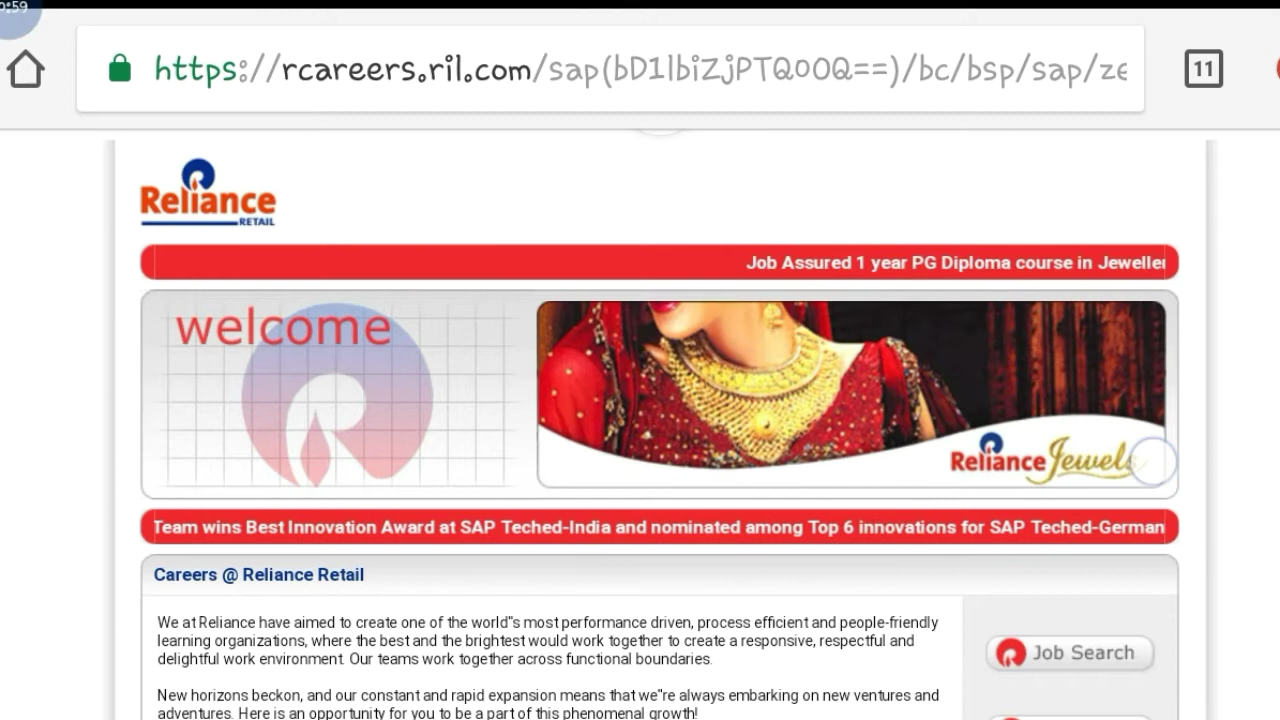 0:59
https://rcareers.ril.com/sap(bD1lbiZjPTQ0OQ==)/bc/bsp/sap/ze
11
Reliance
RETAIL
Job Assured 1 year PG Diploma course in Jeweller
welcome
Reliance Jewels
Team wins Best Innovation Award at SAP Teched-India and nominated among Top 6 innovations for SAP Teched-German
Careers @ Reliance Retail
We at Reliance have aimed to create one of the world"s most performance driven, process efficient and people-friendly
learning organizations, where the best and the brightest would work together to create a responsive, respectful and
delightful work environment. Our teams work together across functional boundaries.
Job Search
New horizons beckon, and our constant and rapid expansion means that we"re always embarking on new ventures and
adventures. Here is an opportunity for you to be a part of this phenomenal growth!